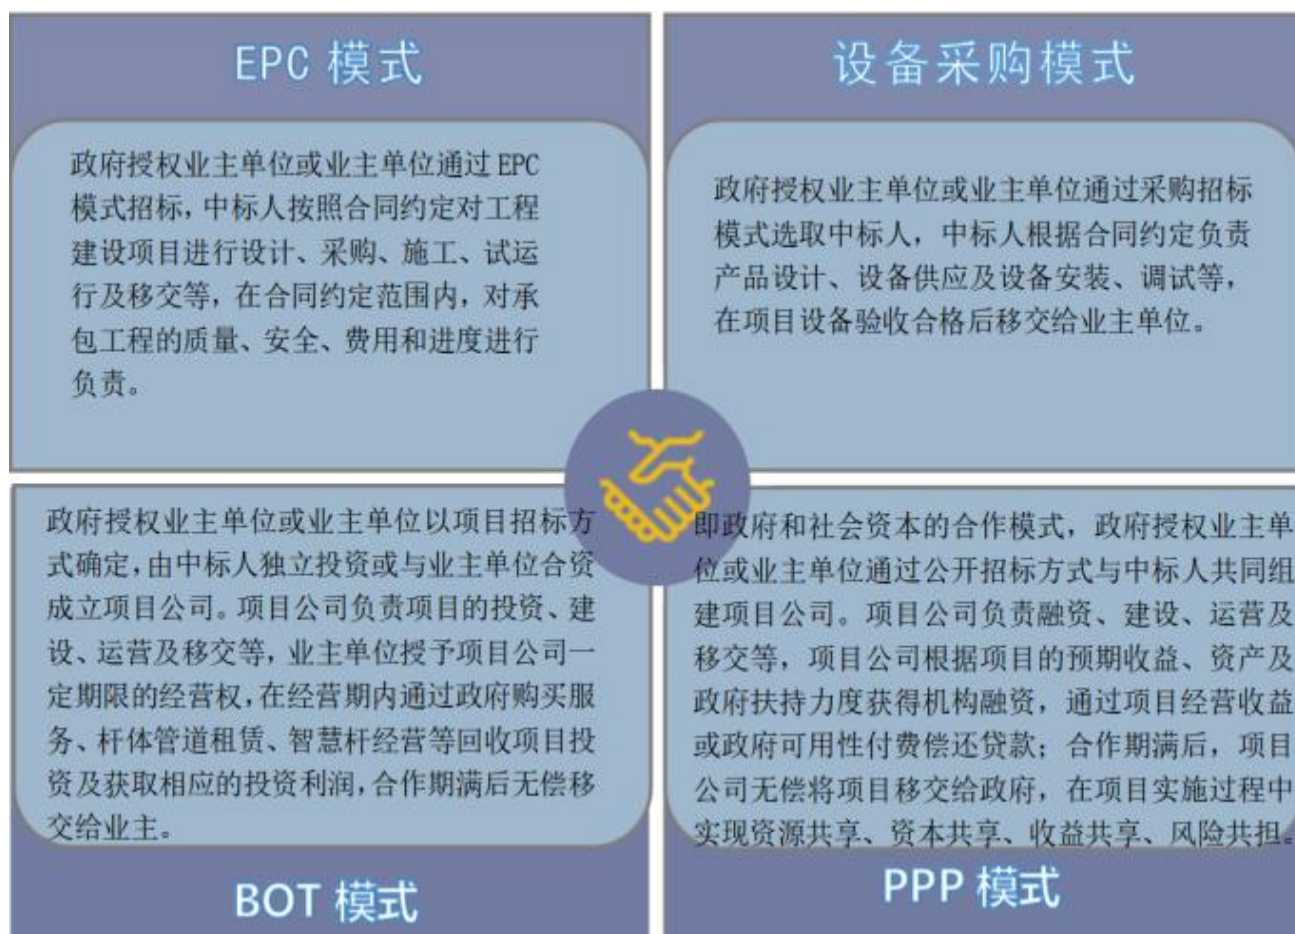 EPC 模式
政府授权业主单位或业主单位通过 EPC
模式招标，中标人按照合同约定对工程
建设项目进行设计、采购、施工、试运
行及移交等，在合同约定范围内，对承
包工程的质量、安全、费用和进度进行
负责。
设备采购模式
政府授权业主单位或业主单位通过采购招标
模式选取中标人，中标人根据合同约定负责
产品设计、设备供应及设备安装、调试等，
在项目设备验收合格后移交给业主单位。
政府授权业主单位或业主单位以项目招标方
式确定，由中标人独立投资或与业主单位合资
成立项目公司。项目公司负责项目的投资、建
设、运营及移交等，业主单位授予项目公司一
定期限的经营权，在经营期内通过政府购买服
务、杆体管道租赁、智慧杆经营等回收项目投
资及获取相应的投资利润，合作期满后无偿移
交给业主。
BOT 模式
即政府和社会资本的合作模式，政府授权业主单
位或业主单位通过公开招标方式与中标人共同组
建项目公司。项目公司负责融资、建设、运营及
移交等，项目公司根据项目的预期收益、资产及
政府扶持力度获得机构融资，通过项目经营收益
或政府可用性付费偿还贷款；合作期满后，项目
公司无偿将项目移交给政府，在项目实施过程中
实现资源共享、资本共享、收益共享、风险共担。
PPP 模式